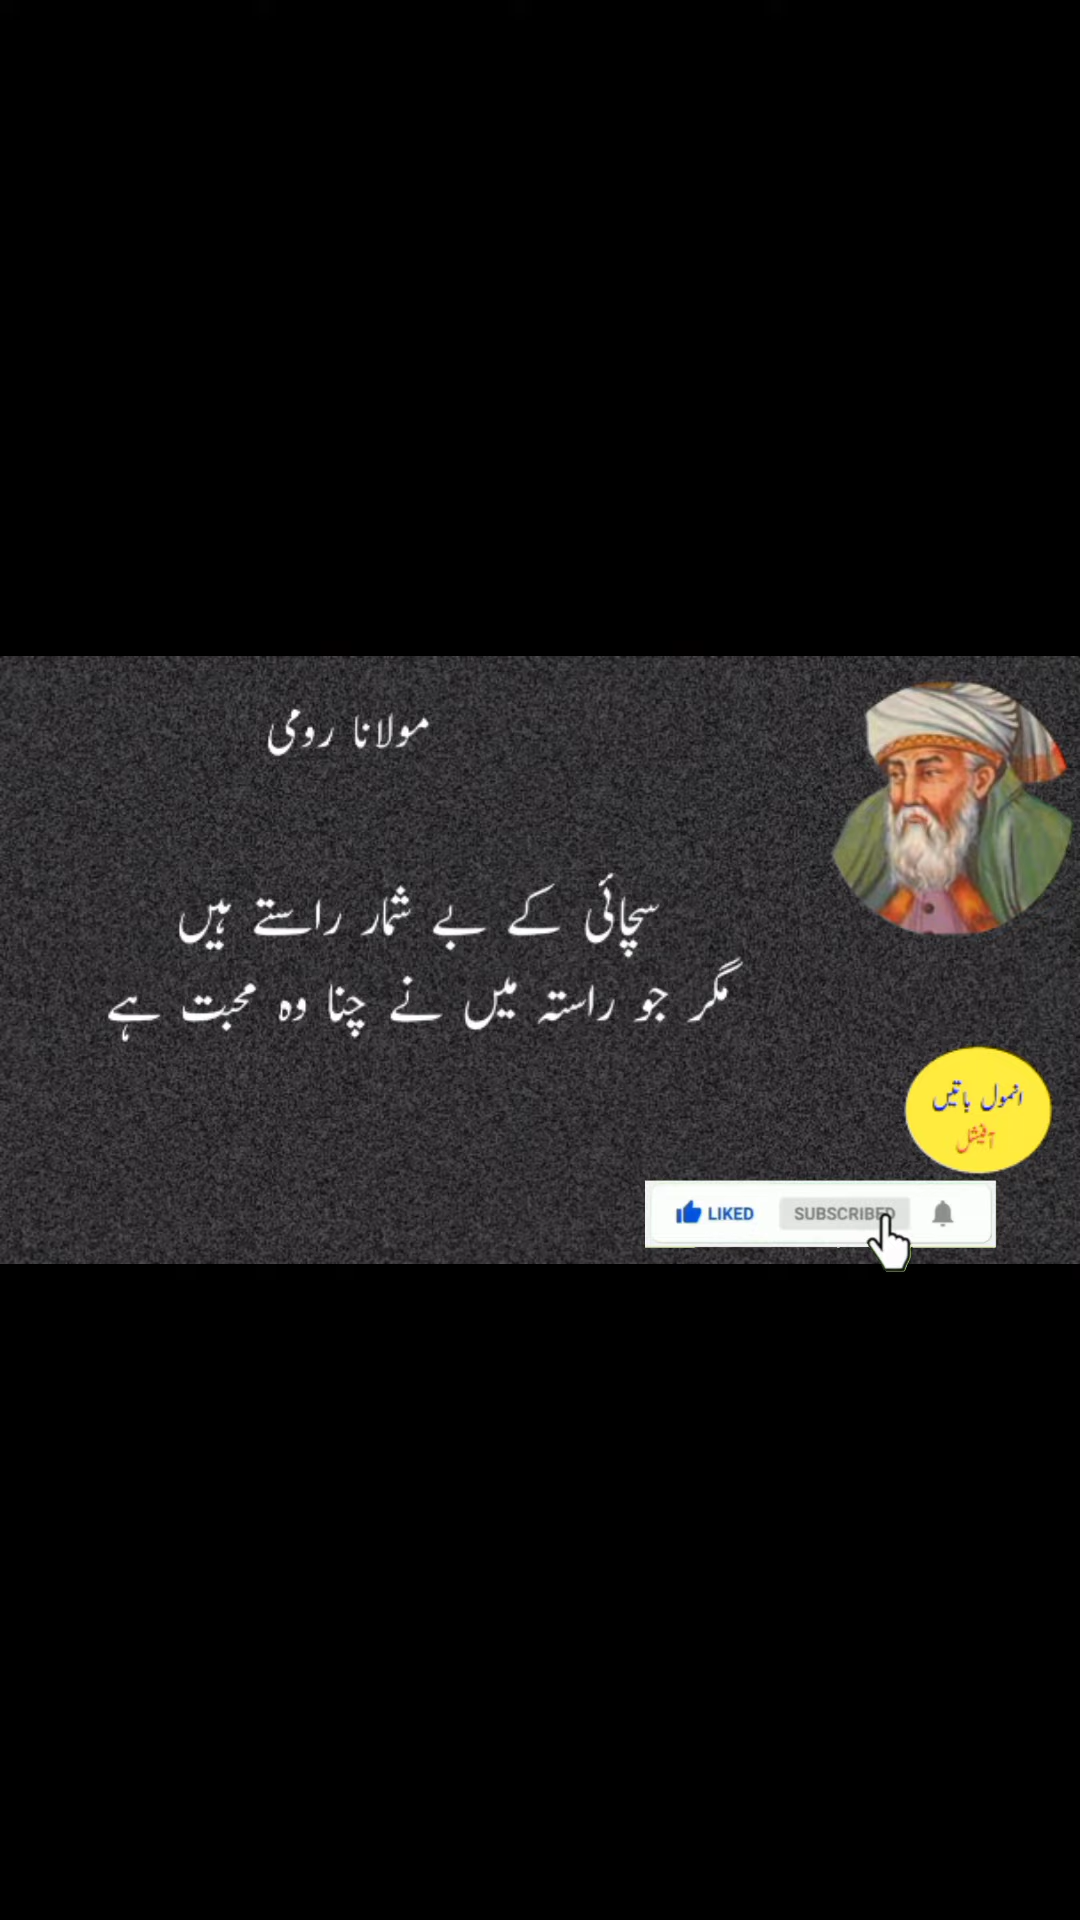 مولانا رومی
سچائی کے بے شمار راستے ہیں
مگر جو راستہ میں نے چنا وہ محبت ہے
انمول باتیں
آفیشل
LIKED SUBSCRIBED